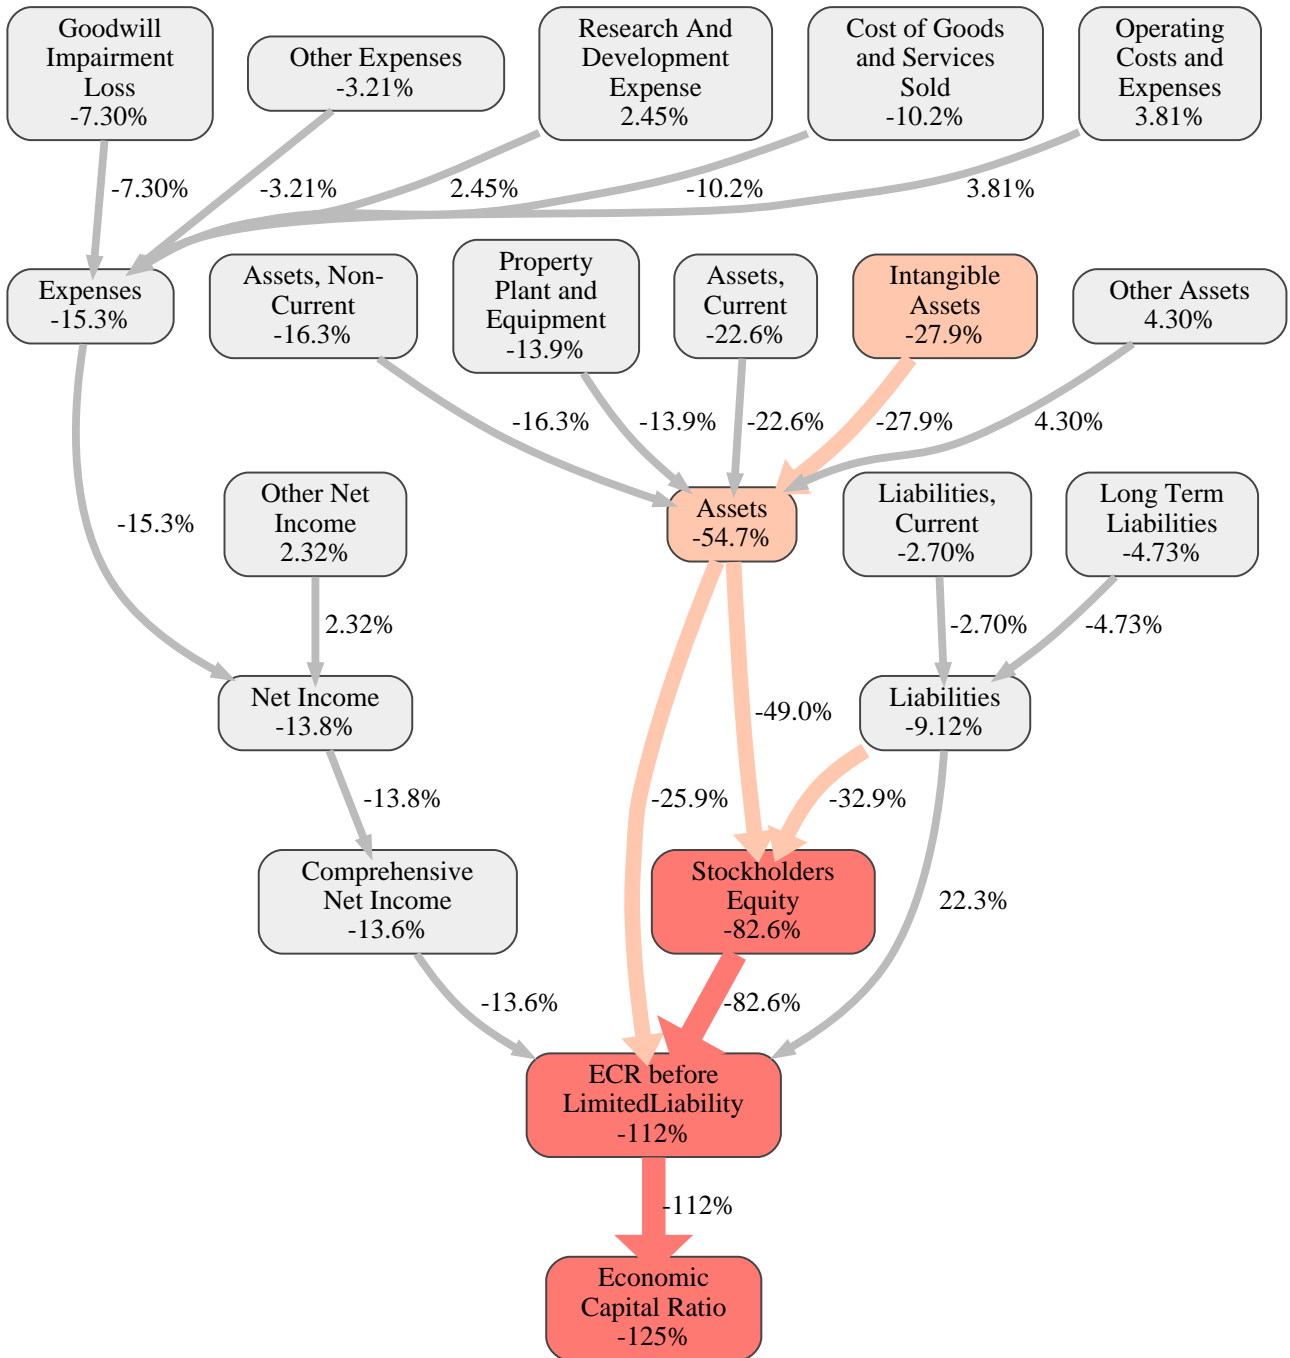 Goodwill
Impairment
Loss
-7.30%
Other Expenses
-3.21%
Research And
Development
Expense
2.45%
Cost of Goods
and Services
Sold
-10.2%
Operating
Costs and
Expenses
3.81%
-7.30%
-3.21%
2.45%
-10.2%
3.81%
Expenses
-15.3%
Assets, Non-
Current
-16.3%
Property
Plant and
Equipment
-13.9%
Assets,
Current
-22.6%
Intangible
Assets
-27.9%
Other Assets
4.30%
-16.3%
-13.9%
-22.6%
-27.9%
4.30%
-15.3%
Other Net
Income
2.32%
Assets
-54.7%
Liabilities,
Current
-2.70%
Long Term
Liabilities
-4.73%
2.32%
-2.70%
-4.73%
Net Income
-13.8%
-49.0%
Liabilities
-9.12%
-13.8%
-25.9%
-32.9%
Comprehensive
Net Income
-13.6%
Stockholders
Equity
-82.6%
22.3%
-13.6%
-82.6%
ECR before
LimitedLiability
-112%
-112%
Economic
Capital Ratio
-125%